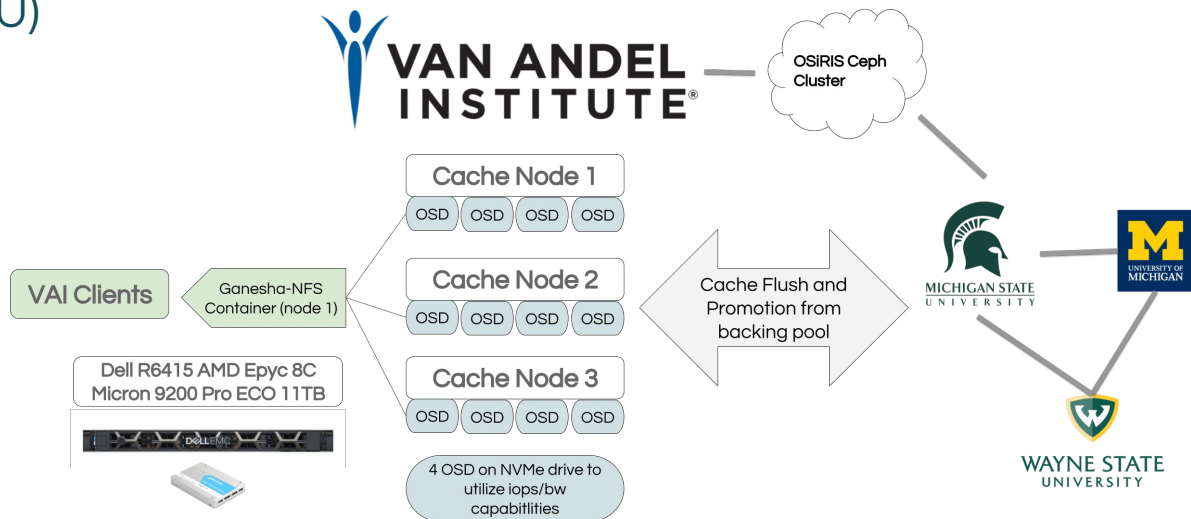 U)
VAN ANDEL
INSTITUTE®
OSiRIS Ceph
Cluster
Cache Node 1
OSD OSD OSD OSD
Cache Node 2
OSD OSD OSD OSD
Cache Node 3
OSD OSD OSD OSD
4 OSD on NVMe drive to
utilize iops/bw
capabitlities
VAI Clients
Ganesha-NFS
Container (node 1)
Dell R6415 AMD Epyc 8C
Micron 9200 Pro ECO 11TB
DELLEMC
Cache Flush and
Promotion from
backing pool
MICHIGAN STATE
UNIVERSITY
M
UNIVERSITY OF
MICHIGAN
W
WAYNE STATE
UNIVERSITY